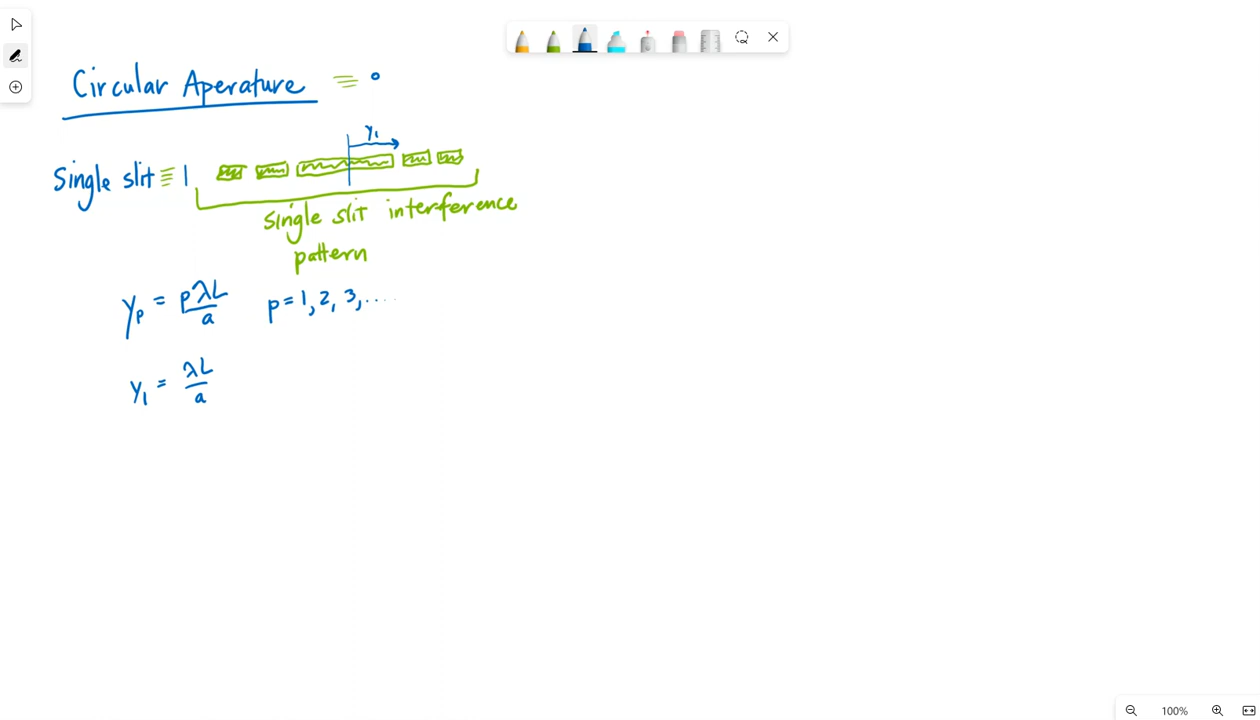 Circular Aperature ≡ °
y₁
Single slit ≡ |
Single slit interference
pattern
yₚ = pλL/a p = 1, 2, 3, .....
y₁ = λL/a
100%